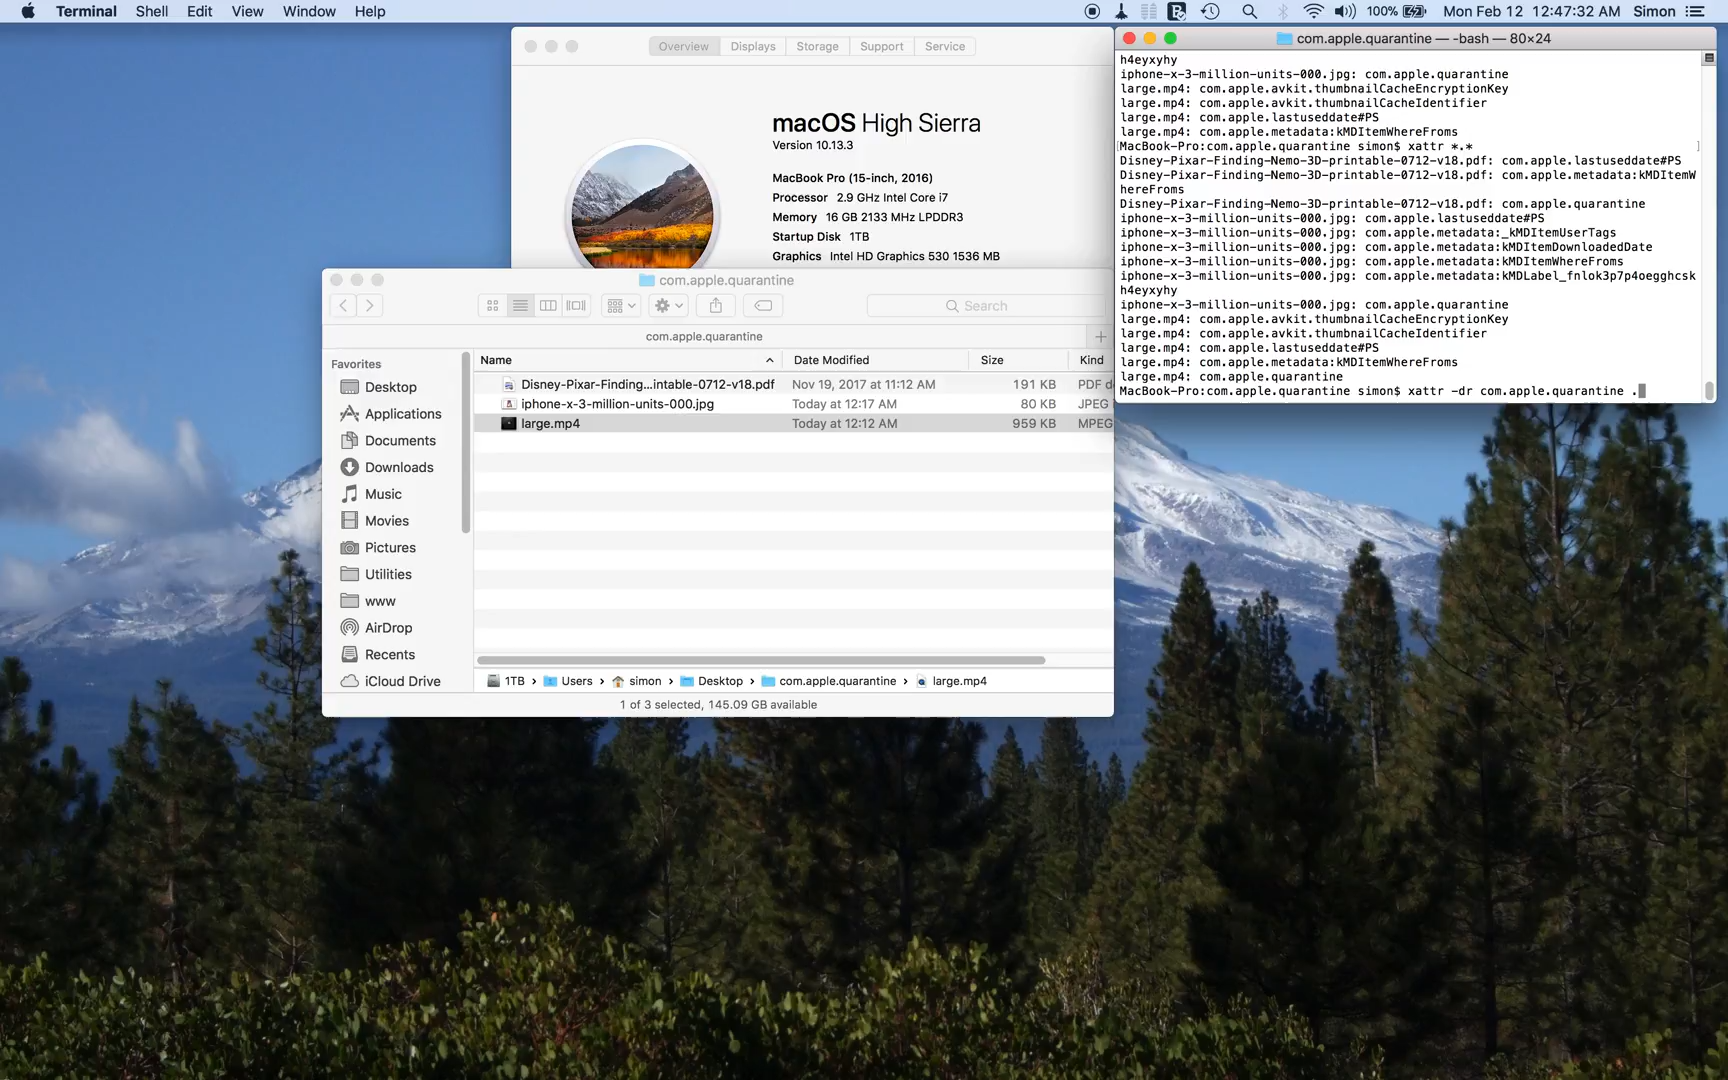 Terminal Shell Edit View Window Help
100% Mon Feb 12 12:47:32 AM Simon
Overview Displays Storage Support Service
macOS High Sierra
Version 10.13.3
MacBook Pro (15-inch, 2016)
Processor 2.9 GHz Intel Core i7
Memory 16 GB 2133 MHz LPDDR3
Startup Disk 1TB
Graphics Intel HD Graphics 530 1536 MB
com.apple.quarantine — -bash — 80×24
h4eyxyhy
iphone-x-3-million-units-000.jpg: com.apple.quarantine
large.mp4: com.apple.avkit.thumbnailCacheEncryptionKey
large.mp4: com.apple.avkit.thumbnailCacheIdentifier
large.mp4: com.apple.lastuseddate#PS
large.mp4: com.apple.metadata:kMDItemWhereFroms
[MacBook-Pro:com.apple.quarantine simon$ xattr *.* ]
Disney-Pixar-Finding-Nemo-3D-printable-0712-v18.pdf: com.apple.lastuseddate#PS
Disney-Pixar-Finding-Nemo-3D-printable-0712-v18.pdf: com.apple.metadata:kMDItemW
hereFroms
Disney-Pixar-Finding-Nemo-3D-printable-0712-v18.pdf: com.apple.quarantine
iphone-x-3-million-units-000.jpg: com.apple.lastuseddate#PS
iphone-x-3-million-units-000.jpg: com.apple.metadata:_kMDItemUserTags
iphone-x-3-million-units-000.jpg: com.apple.metadata:kMDItemDownloadedDate
iphone-x-3-million-units-000.jpg: com.apple.metadata:kMDItemWhereFroms
iphone-x-3-million-units-000.jpg: com.apple.metadata:kMDLabel_fnlok3p7p4oegghcsk
h4eyxyhy
iphone-x-3-million-units-000.jpg: com.apple.quarantine
large.mp4: com.apple.avkit.thumbnailCacheEncryptionKey
large.mp4: com.apple.avkit.thumbnailCacheIdentifier
large.mp4: com.apple.lastuseddate#PS
large.mp4: com.apple.metadata:kMDItemWhereFroms
large.mp4: com.apple.quarantine
MacBook-Pro:com.apple.quarantine simon$ xattr -dr com.apple.quarantine .
com.apple.quarantine
Search
com.apple.quarantine
Favorites
Desktop
Applications
Documents
Downloads
Music
Movies
Pictures
Utilities
www
AirDrop
Recents
iCloud Drive
Name Date Modified Size Kind
Disney-Pixar-Finding...intable-0712-v18.pdf Nov 19, 2017 at 11:12 AM 191 KB PDF d
iphone-x-3-million-units-000.jpg Today at 12:17 AM 80 KB JPEG
large.mp4 Today at 12:12 AM 959 KB MPEG
1TB › Users › simon › Desktop › com.apple.quarantine › large.mp4
1 of 3 selected, 145.09 GB available